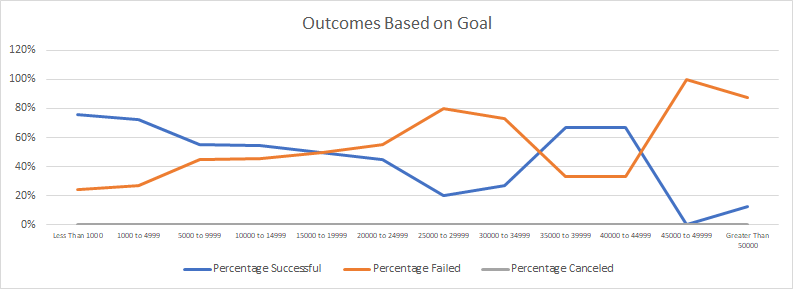 Outcomes Based on Goal
120%
100%
80%
60%
40%
20%
0%
Less Than 1000 1000 to 4999 5000 to 9999 10000 to 14999 15000 to 19999 20000 to 24999 25000 to 29999 30000 to 34999 35000 to 39999 40000 to 44999 45000 to 49999 Greater Than
50000
Percentage Successful Percentage Failed Percentage Canceled